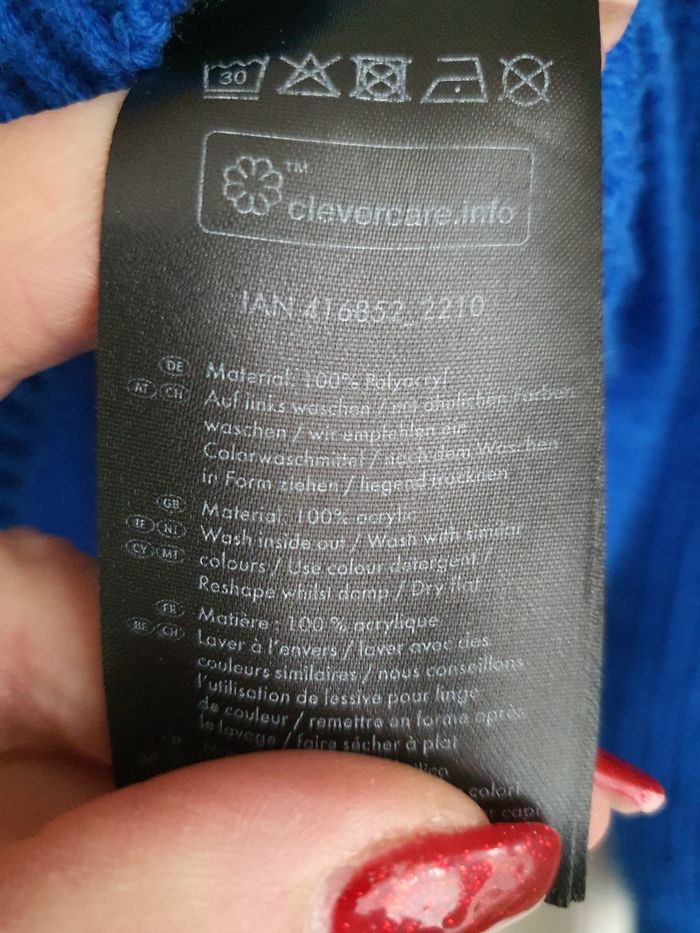 30
TM
clevercare.info
IAN 416852_2210
DE Material: 100% Polyacryl
AT CH Auf links waschen / mit ähnlichen Farben
waschen / wir empfehlen ein
Colorwaschmittel / nach dem Waschen
in Form ziehen / liegend trocknen
GB Material: 100% acrylic
IE NI Wash inside out / Wash with similar
CY MT colours / Use colour detergent /
Reshape whilst damp / Dry flat
FR Matière: 100 % acrylique
BE CH Laver à l'envers / laver avec des
couleurs similaires / nous conseillons
l'utilisation de lessive pour linge
de couleur / remettre en forme après
le lavage / faire sécher à plat
colori